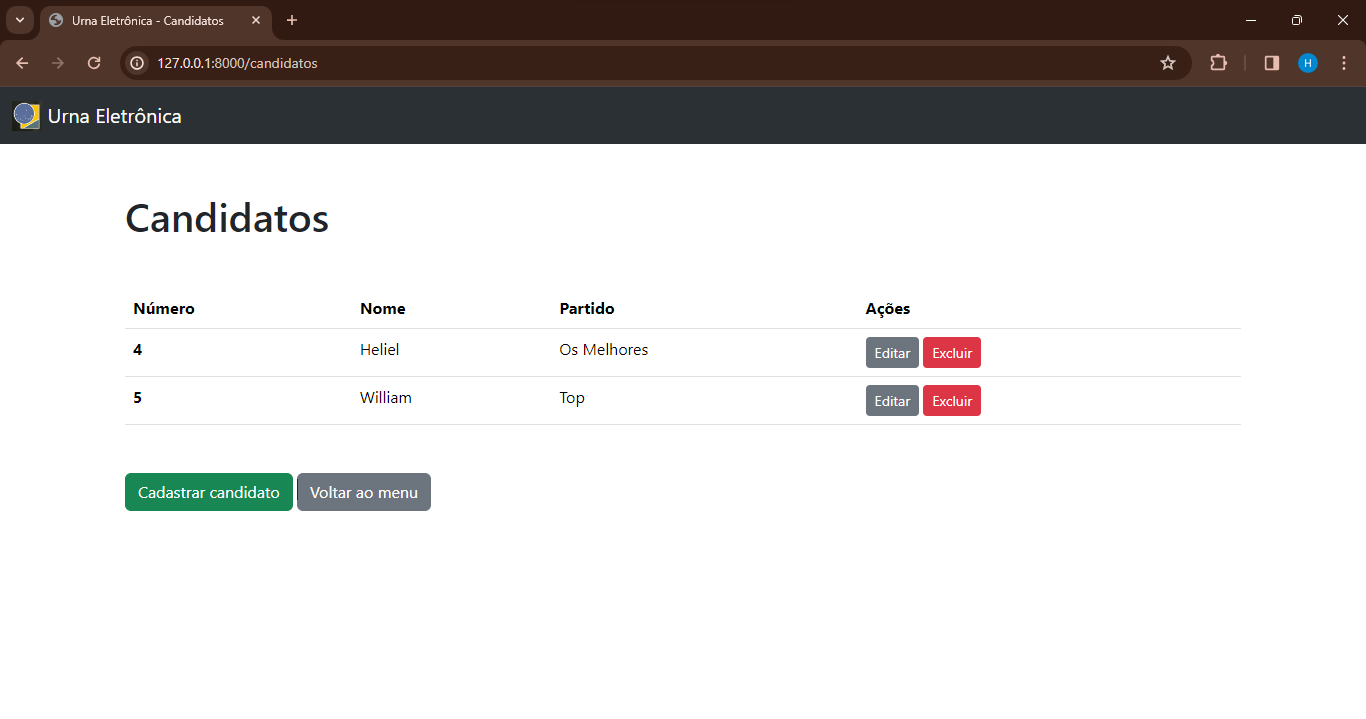 Urna Eletrônica - Candidatos
127.0.0.1:8000/candidatos
H
Urna Eletrônica
Candidatos
Número Nome Partido Ações
4 Heliel Os Melhores Editar Excluir
5 William Top Editar Excluir
Cadastrar candidato Voltar ao menu